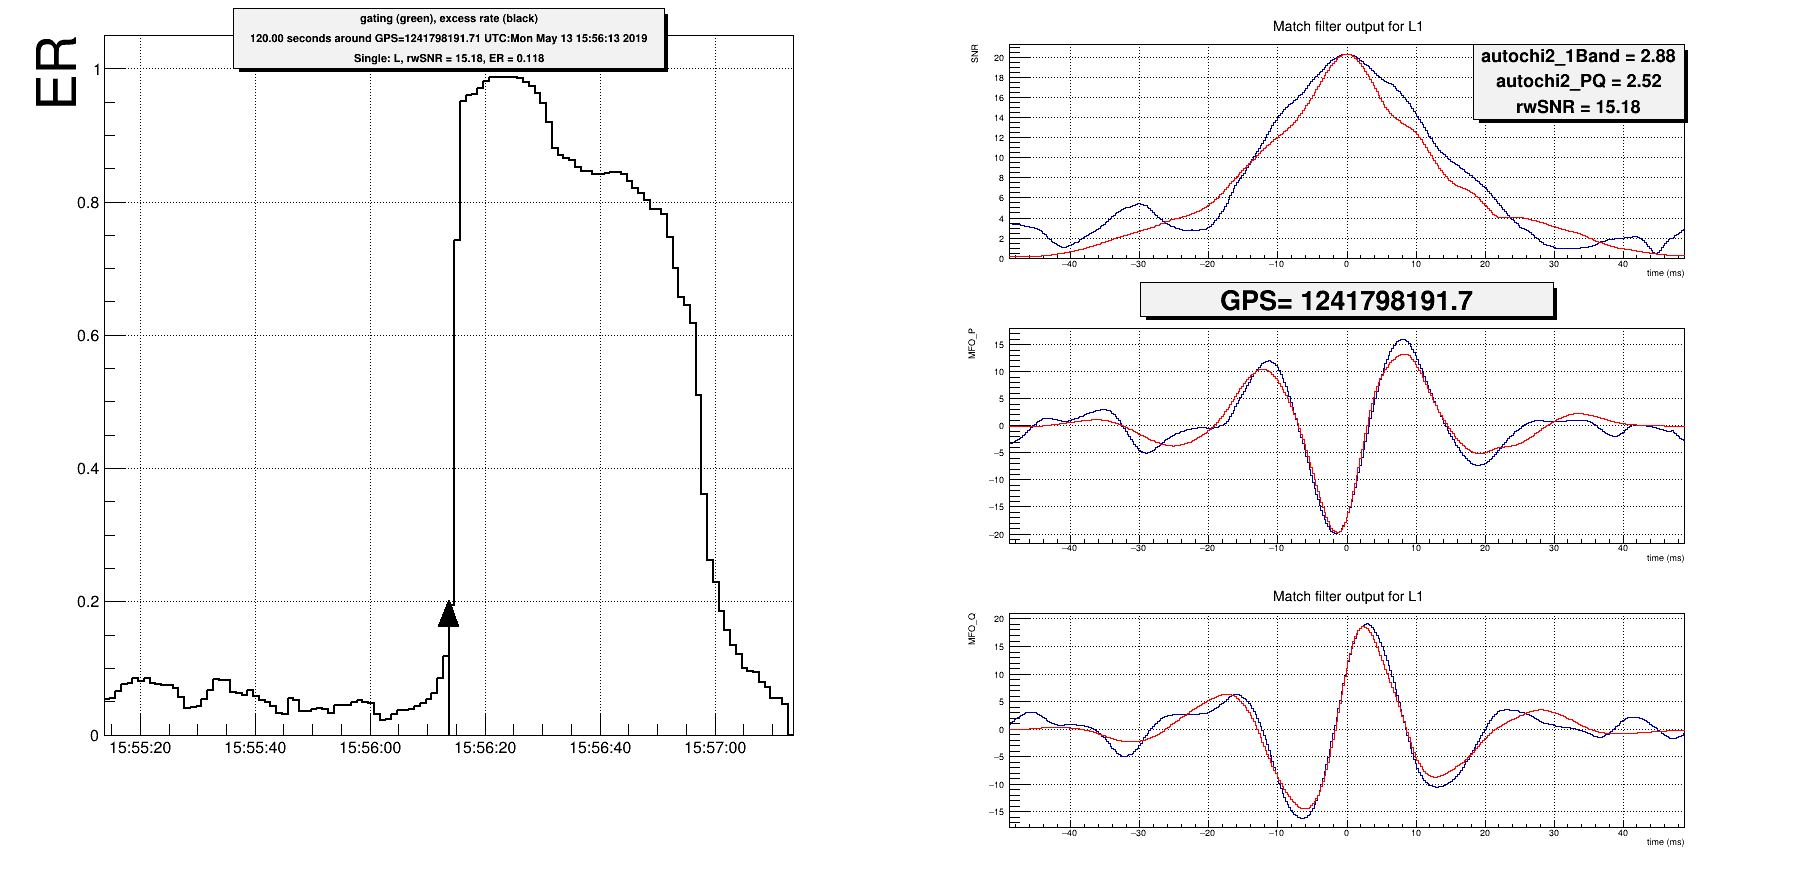 gating (green), excess rate (black)
120.00 seconds around GPS=1241798191.71 UTC:Mon May 13 15:56:13 2019
Single: L, rwSNR = 15.18, ER = 0.118
ER
1
0.8
0.6
0.4
0.2
0
15:55:20 15:55:40 15:56:00 15:56:20 15:56:40 15:57:00
Match filter output for L1
SNR
autochi2_1Band = 2.88
autochi2_PQ = 2.52
rwSNR = 15.18
20
18
16
14
12
10
8
6
4
2
0
−40 −30 −20 −10 0 10 20 30 40
time (ms)
GPS= 1241798191.7
MFO_P
15
10
5
0
−5
−10
−15
−20
−40 −30 −20 −10 0 10 20 30 40
time (ms)
Match filter output for L1
MFO_Q
20
15
10
5
0
−5
−10
−15
−40 −30 −20 −10 0 10 20 30 40
time (ms)